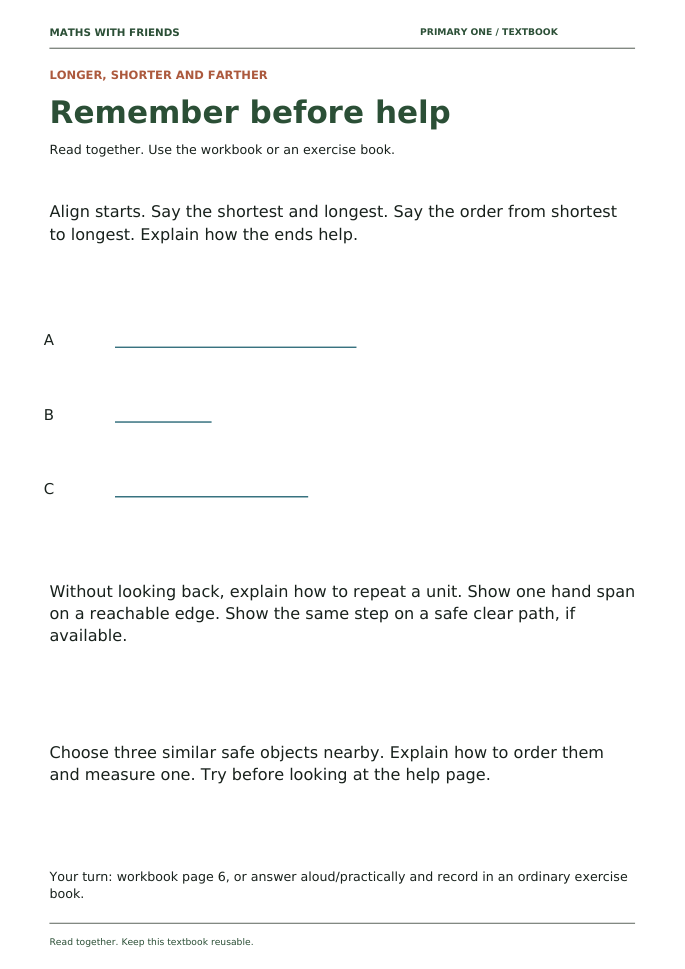 MATHS WITH FRIENDS
PRIMARY ONE / TEXTBOOK
LONGER, SHORTER AND FARTHER
Remember before help
Read together. Use the workbook or an exercise book.
Align starts. Say the shortest and longest. Say the order from shortest
to longest. Explain how the ends help.
A
B
C
Without looking back, explain how to repeat a unit. Show one hand span
on a reachable edge. Show the same step on a safe clear path, if
available.
Choose three similar safe objects nearby. Explain how to order them
and measure one. Try before looking at the help page.
Your turn: workbook page 6, or answer aloud/practically and record in an ordinary exercise
book.
Read together. Keep this textbook reusable.